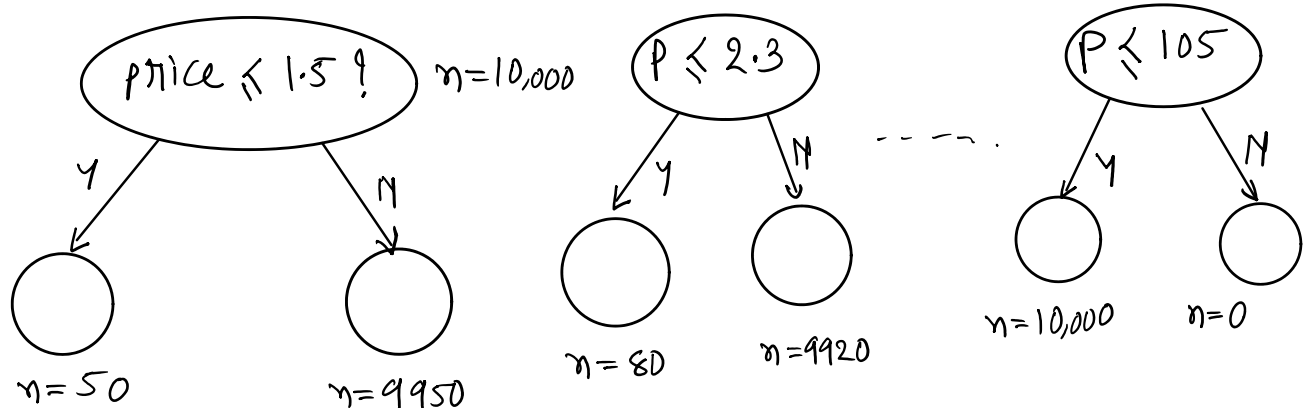 price ⩽ 1.5 ? n=10,000
Y
N
n=50
n=9950
P ⩽ 2.3
Y
N
n=80
n=9920
-----.
P ⩽ 105
Y
N
n=10,000
n=0